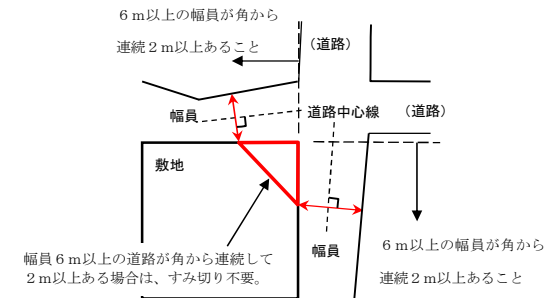 ６ｍ以上の幅員が角から
連続２ｍ以上あること
（道路）
幅員
道路中心線
（道路）
敷地
幅員６ｍ以上の道路が角から連続して
２ｍ以上ある場合は、すみ切り不要。
幅員
６ｍ以上の幅員が角から
連続２ｍ以上あること